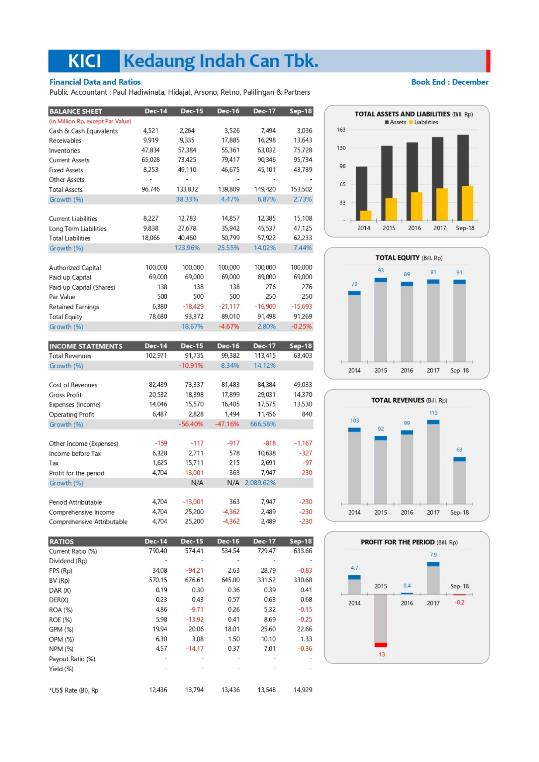 KICI Kedaung Indah Can Tbk.
Financial Data and Ratios Book End : December
Public Accountant : Paul Hadiwinata, Hidajat, Arsono, Retno, Palilingan & Partners
BALANCE SHEET Dec-14 Dec-15 Dec-16 Dec-17 Sep-18
(in Million Rp, except Par Value)
Cash & Cash Equivalents 4,521 2,264 3,526 7,494 3,036
Receivables 9,919 9,335 17,885 16,298 13,643
Inventories 47,834 57,384 55,361 63,032 75,728
Current Assets 65,028 73,425 79,417 90,346 95,734
Fixed Assets 8,253 49,110 46,675 45,101 43,739
Other Assets - - - - -
Total Assets 96,746 133,832 139,809 149,420 153,502
Growth (%) 38.33% 4.47% 6.87% 2.73%
Current Liabilities 8,227 12,783 14,857 12,385 15,108
Long Term Liabilities 9,838 27,678 35,942 45,537 47,125
Total Liabilities 18,066 40,460 50,799 57,922 62,233
Growth (%) 123.96% 25.55% 14.02% 7.44%
Authorized Capital 100,000 100,000 100,000 100,000 100,000
Paid up Capital 69,000 69,000 69,000 69,000 69,000
Paid up Capital (Shares) 138 138 138 276 276
Par Value 500 500 500 250 250
Retained Earnings 6,380 -18,429 -21,117 -16,900 -15,693
Total Equity 78,680 93,372 89,010 91,498 91,269
Growth (%) 18.67% -4.67% 2.80% -0.25%
INCOME STATEMENTS Dec-14 Dec-15 Dec-16 Dec-17 Sep-18
Total Revenues 102,971 91,735 99,382 113,415 63,403
Growth (%) -10.91% 8.34% 14.12%
Cost of Revenues 82,439 73,337 81,483 84,384 49,033
Gross Profit 20,532 18,398 17,899 29,031 14,370
Expenses (Income) 14,046 15,570 16,405 17,575 13,530
Operating Profit 6,487 2,828 1,494 11,456 840
Growth (%) -56.40% -47.16% 666.58%
Other Income (Expenses) -159 -117 -917 -818 -1,167
Income before Tax 6,328 2,711 578 10,638 -327
Tax 1,625 15,711 215 2,691 -97
Profit for the period 4,704 -13,001 363 7,947 -230
Growth (%) N/A N/A 2,089.62%
Period Attributable 4,704 -13,001 363 7,947 -230
Comprehensive Income 4,704 25,200 -4,362 2,489 -230
Comprehensive Attributable 4,704 25,200 -4,362 2,489 -230
RATIOS Dec-14 Dec-15 Dec-16 Dec-17 Sep-18
Current Ratio (%) 790.40 574.41 534.54 729.47 633.66
Dividend (Rp) - - - - -
EPS (Rp) 34.08 -94.21 2.63 28.79 -0.83
BV (Rp) 570.15 676.61 645.00 331.52 330.68
DAR (X) 0.19 0.30 0.36 0.39 0.41
DER(X) 0.23 0.43 0.57 0.63 0.68
ROA (%) 4.86 -9.71 0.26 5.32 -0.15
ROE (%) 5.98 -13.92 0.41 8.69 -0.25
GPM (%) 19.94 20.06 18.01 25.60 22.66
OPM (%) 6.30 3.08 1.50 10.10 1.33
NPM (%) 4.57 -14.17 0.37 7.01 -0.36
Payout Ratio (%) - - - - -
Yield (%) - - - - -
*US$ Rate (BI), Rp 12,436 13,794 13,436 13,548 14,929
TOTAL ASSETS AND LIABILITIES (Bill. Rp)
Assets Liabilities
163
130
98
65
33
-
2014 2015 2016 2017 Sep-18
TOTAL EQUITY (Bill. Rp)
79 93 89 91 91
2014 2015 2016 2017 Sep-18
TOTAL REVENUES (Bill. Rp)
103 92 99 113 63
2014 2015 2016 2017 Sep-18
PROFIT FOR THE PERIOD (Bill. Rp)
7.9
4.7 2015 0.4 Sep-18
2014 2016 2017 -0.2
-13